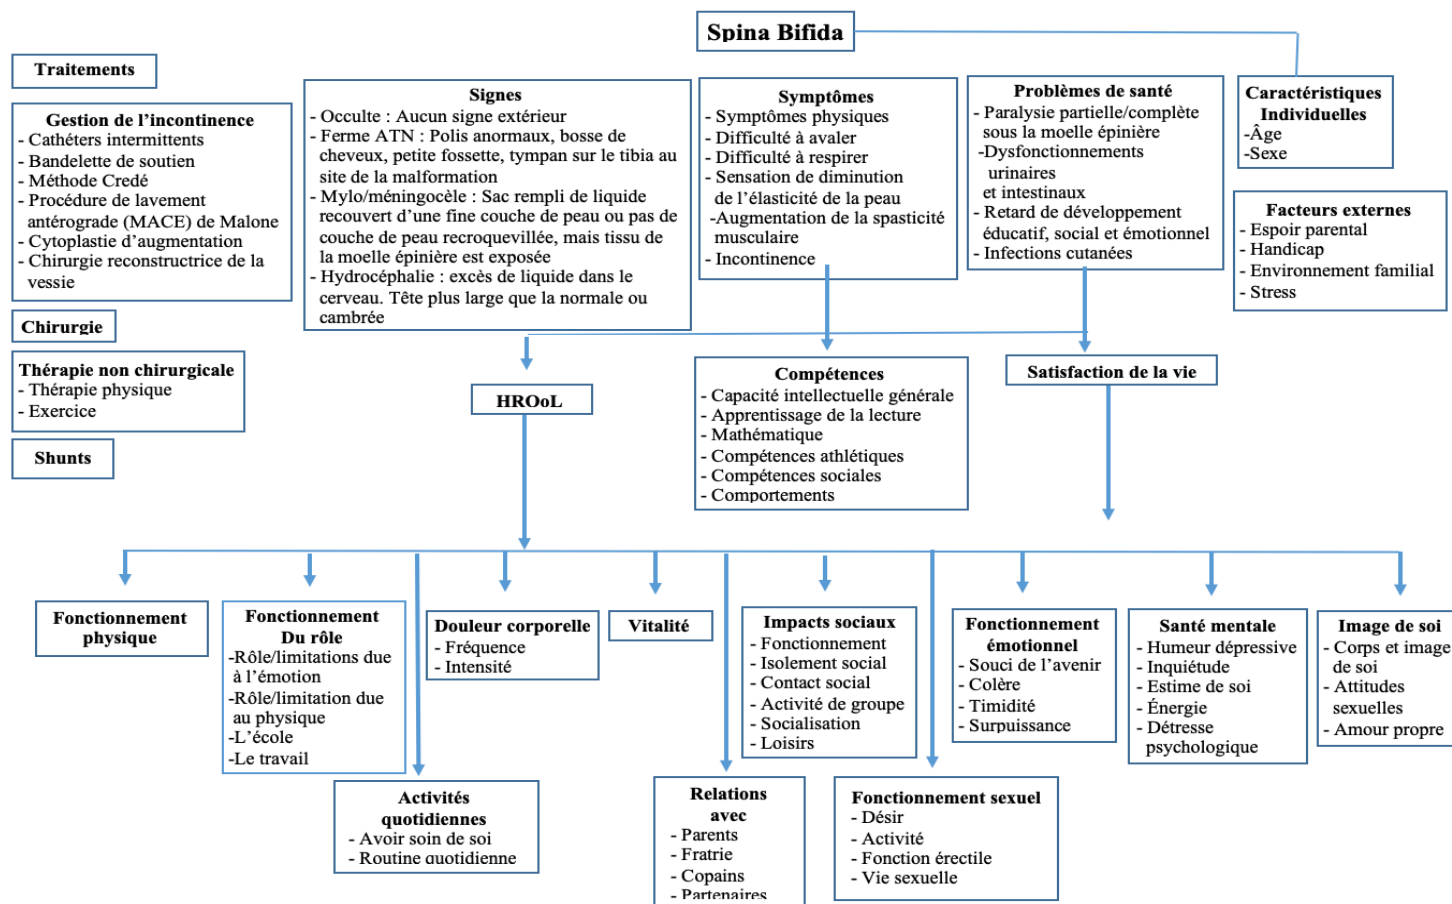 Spina Bifida
Traitements
Gestion de l'incontinence
- Cathéters intermittents
- Bandelette de soutien
- Méthode Credé
- Procédure de lavement
antérograde (MACE) de Malone
- Cytoplastie d'augmentation
- Chirurgie reconstructrice de la
vessie
Chirurgie
Thérapie non chirurgicale
- Thérapie physique
- Exercice
Shunts
Signes
- Occulte : Aucun signe extérieur
- Ferme ATN : Polis anormaux, bosse de
cheveux, petite fossette, tympan sur le tibia au
site de la malformation
- Mylo/méningocèle : Sac rempli de liquide
recouvert d'une fine couche de peau ou pas de
couche de peau recroquevillée, mais tissu de
la moelle épinière est exposée
- Hydrocéphalie : excès de liquide dans le
cerveau. Tête plus large que la normale ou
cambrée
Symptômes
- Symptômes physiques
- Difficulté à avaler
- Difficulté à respirer
- Sensation de diminution
de l'élasticité de la peau
-Augmentation de la spasticité
musculaire
- Incontinence
Problèmes de santé
- Paralysie partielle/complète
sous la moelle épinière
-Dysfonctionnements
urinaires
et intestinaux
- Retard de développement
éducatif, social et émotionnel
- Infections cutanées
Caractéristiques
Individuelles
-Âge
-Sexe
Facteurs externes
- Espoir parental
- Handicap
- Environnement familial
- Stress
HRQoL
Compétences
- Capacité intellectuelle générale
- Apprentissage de la lecture
- Mathématique
- Compétences athlétiques
- Compétences sociales
- Comportements
Satisfaction de la vie
Fonctionnement
physique
Fonctionnement
Du rôle
-Rôle/limitations due
à l'émotion
-Rôle/limitation due
au physique
-L'école
-Le travail
Activités
quotidiennes
- Avoir soin de soi
- Routine quotidienne
Douleur corporelle
- Fréquence
- Intensité
Vitalité
Relations
avec
- Parents
- Fratrie
- Copains
- Partenaires
Impacts sociaux
- Fonctionnement
- Isolement social
- Contact social
- Activité de groupe
- Socialisation
- Loisirs
Fonctionnement sexuel
- Désir
- Activité
- Fonction érectile
- Vie sexuelle
Fonctionnement
émotionnel
- Souci de l'avenir
- Colère
- Timidité
- Surpuissance
Santé mentale
- Humeur dépressive
- Inquiétude
- Estime de soi
- Énergie
- Détresse
psychologique
Image de soi
- Corps et image
de soi
- Attitudes
sexuelles
- Amour propre